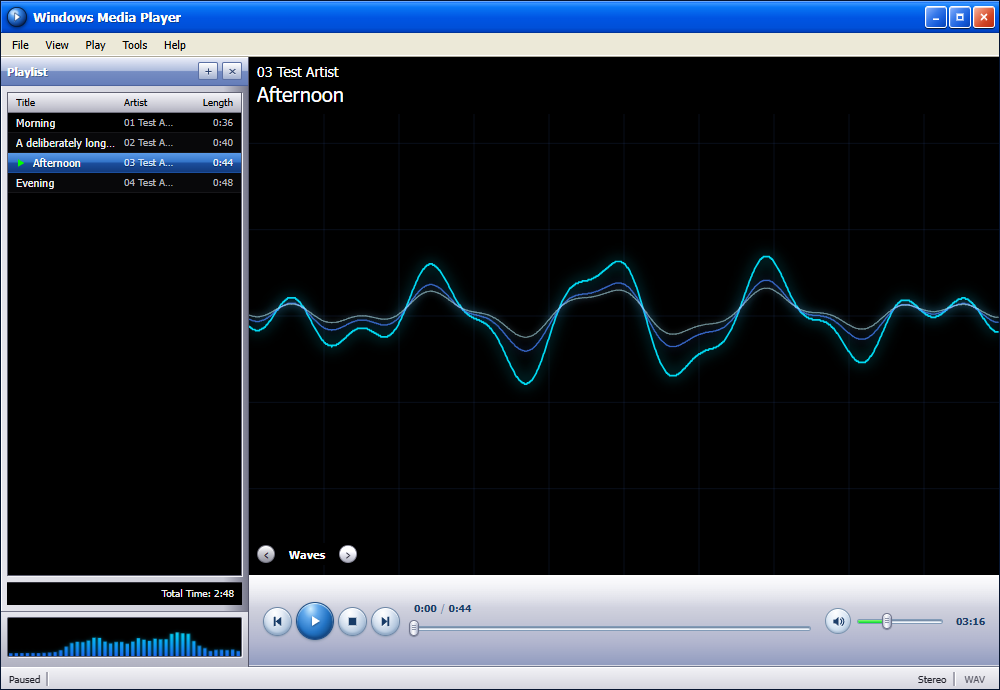 Windows Media Player
File View Play Tools Help
Playlist
Title Artist Length
Morning 01 Test A... 0:36
A deliberately long... 02 Test A... 0:40
Afternoon 03 Test A... 0:44
Evening 04 Test A... 0:48
Total Time: 2:48
03 Test Artist
Afternoon
Waves
0:00 / 0:44
03:16
Paused
Stereo WAV